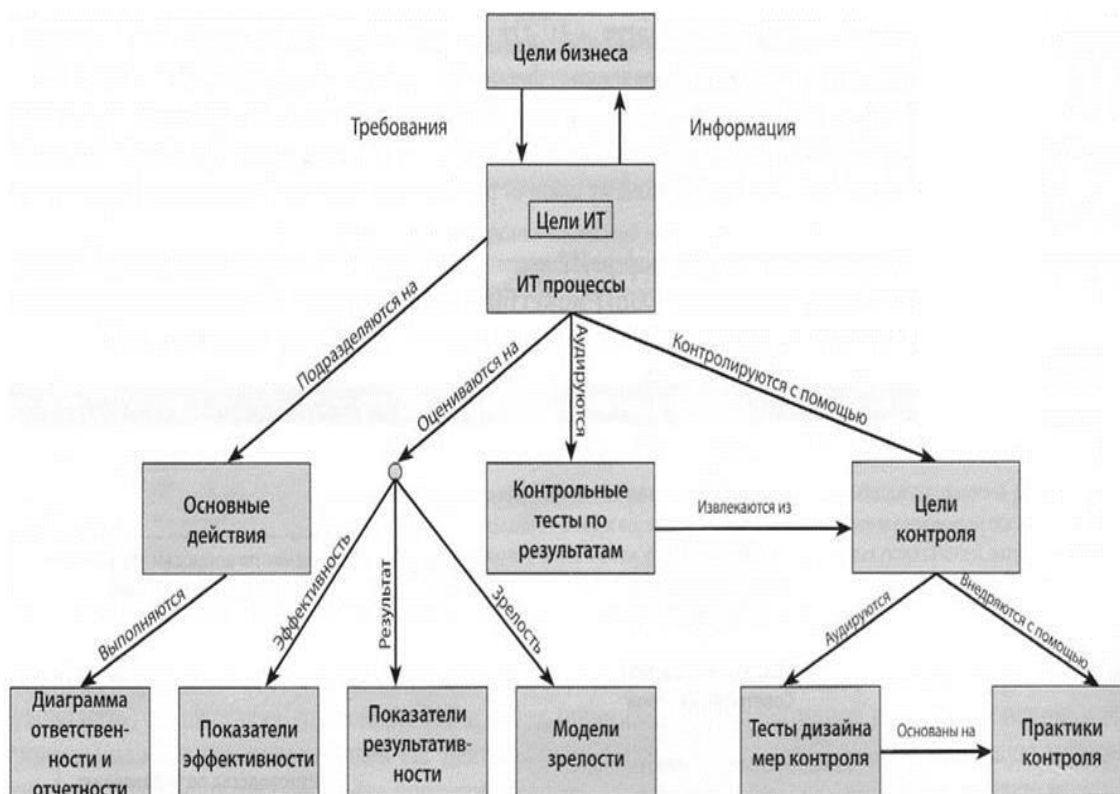 Цели бизнеса
Требования
Информация
Цели ИТ
ИТ процессы
Подразделяются на
Оцениваются на
Аудируются
Контролируются с помощью
Основные
действия
Контрольные
тесты по
результатам
Извлекаются из
Цели
контроля
Выполняются
Эффективность
Результат
Зрелость
Аудируются
Внедряются с помощью
Диаграмма
ответствен-
ности и
отчетности
Показатели
эффективности
Показатели
результатив-
ности
Модели
зрелости
Тесты дизайна
мер контроля
Основаны на
Практики
контроля